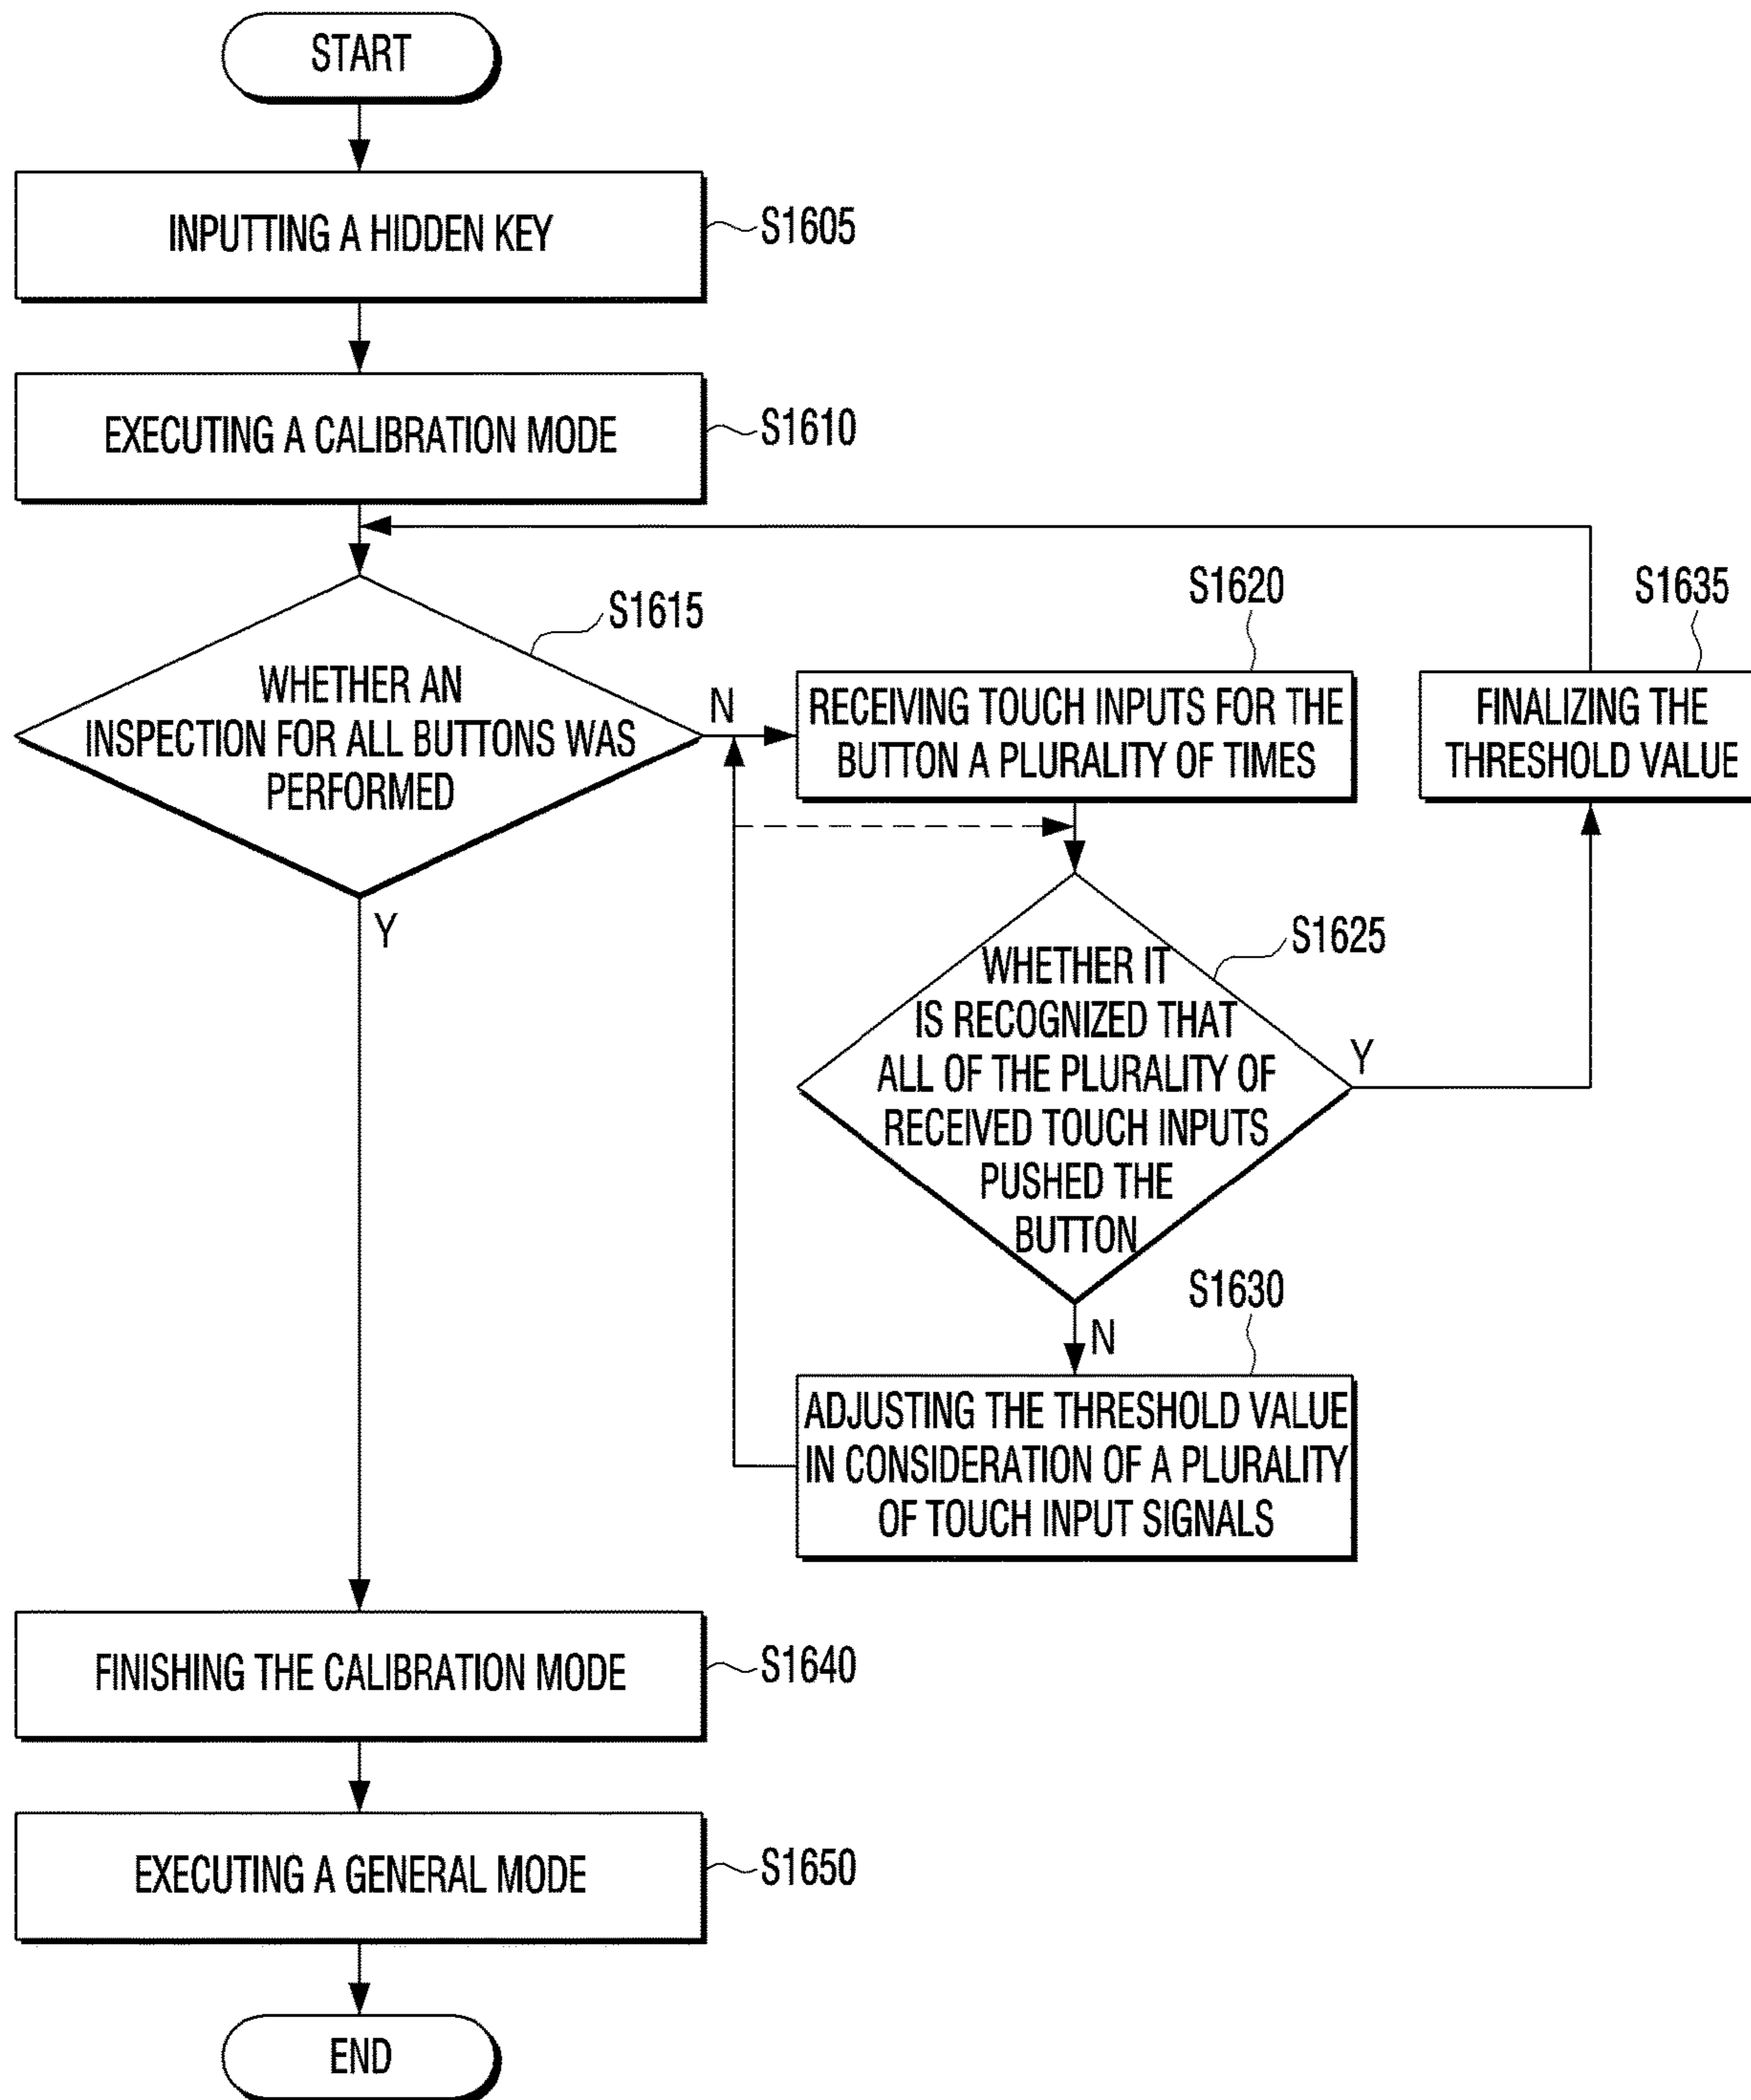 START
INPUTTING A HIDDEN KEY
S1605
EXECUTING A CALIBRATION MODE
S1610
S1615
WHETHER AN
INSPECTION FOR ALL BUTTONS WAS
PERFORMED
N
Y
S1620
RECEIVING TOUCH INPUTS FOR THE
BUTTON A PLURALITY OF TIMES
S1635
FINALIZING THE
THRESHOLD VALUE
S1625
WHETHER IT
IS RECOGNIZED THAT
ALL OF THE PLURALITY OF
RECEIVED TOUCH INPUTS
PUSHED THE
BUTTON
Y
N
S1630
ADJUSTING THE THRESHOLD VALUE
IN CONSIDERATION OF A PLURALITY
OF TOUCH INPUT SIGNALS
FINISHING THE CALIBRATION MODE
S1640
EXECUTING A GENERAL MODE
S1650
END